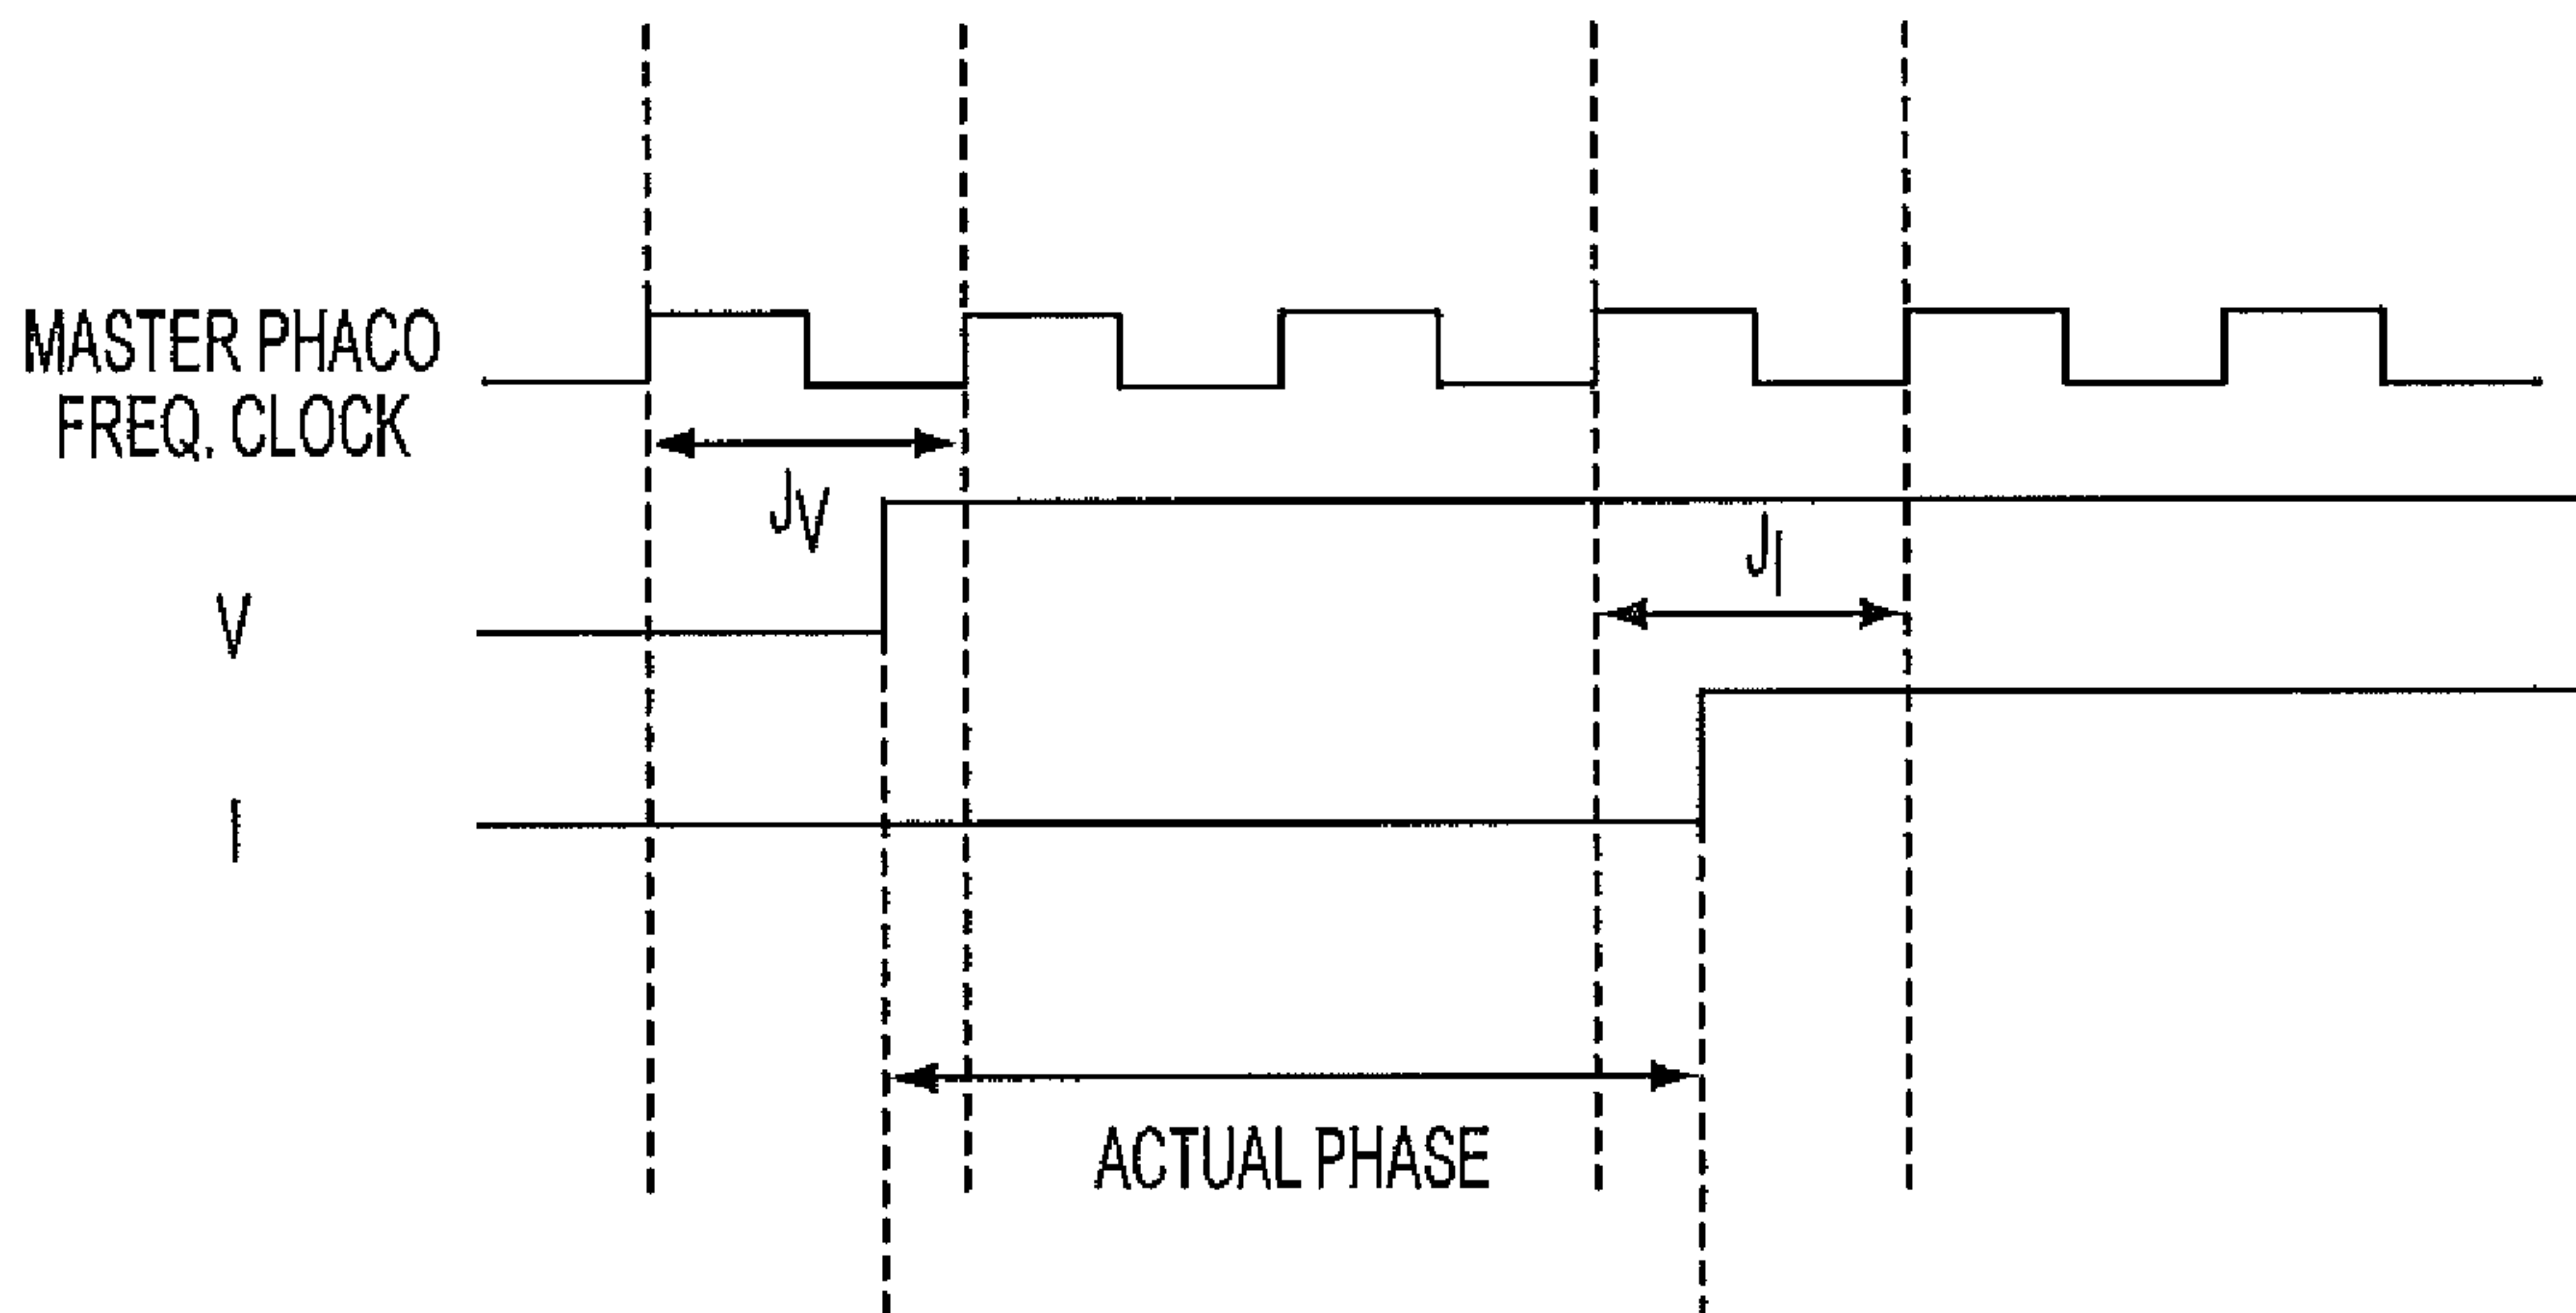 MASTER PHACO
FREQ. CLOCK
JV
V
JI
I
ACTUAL PHASE